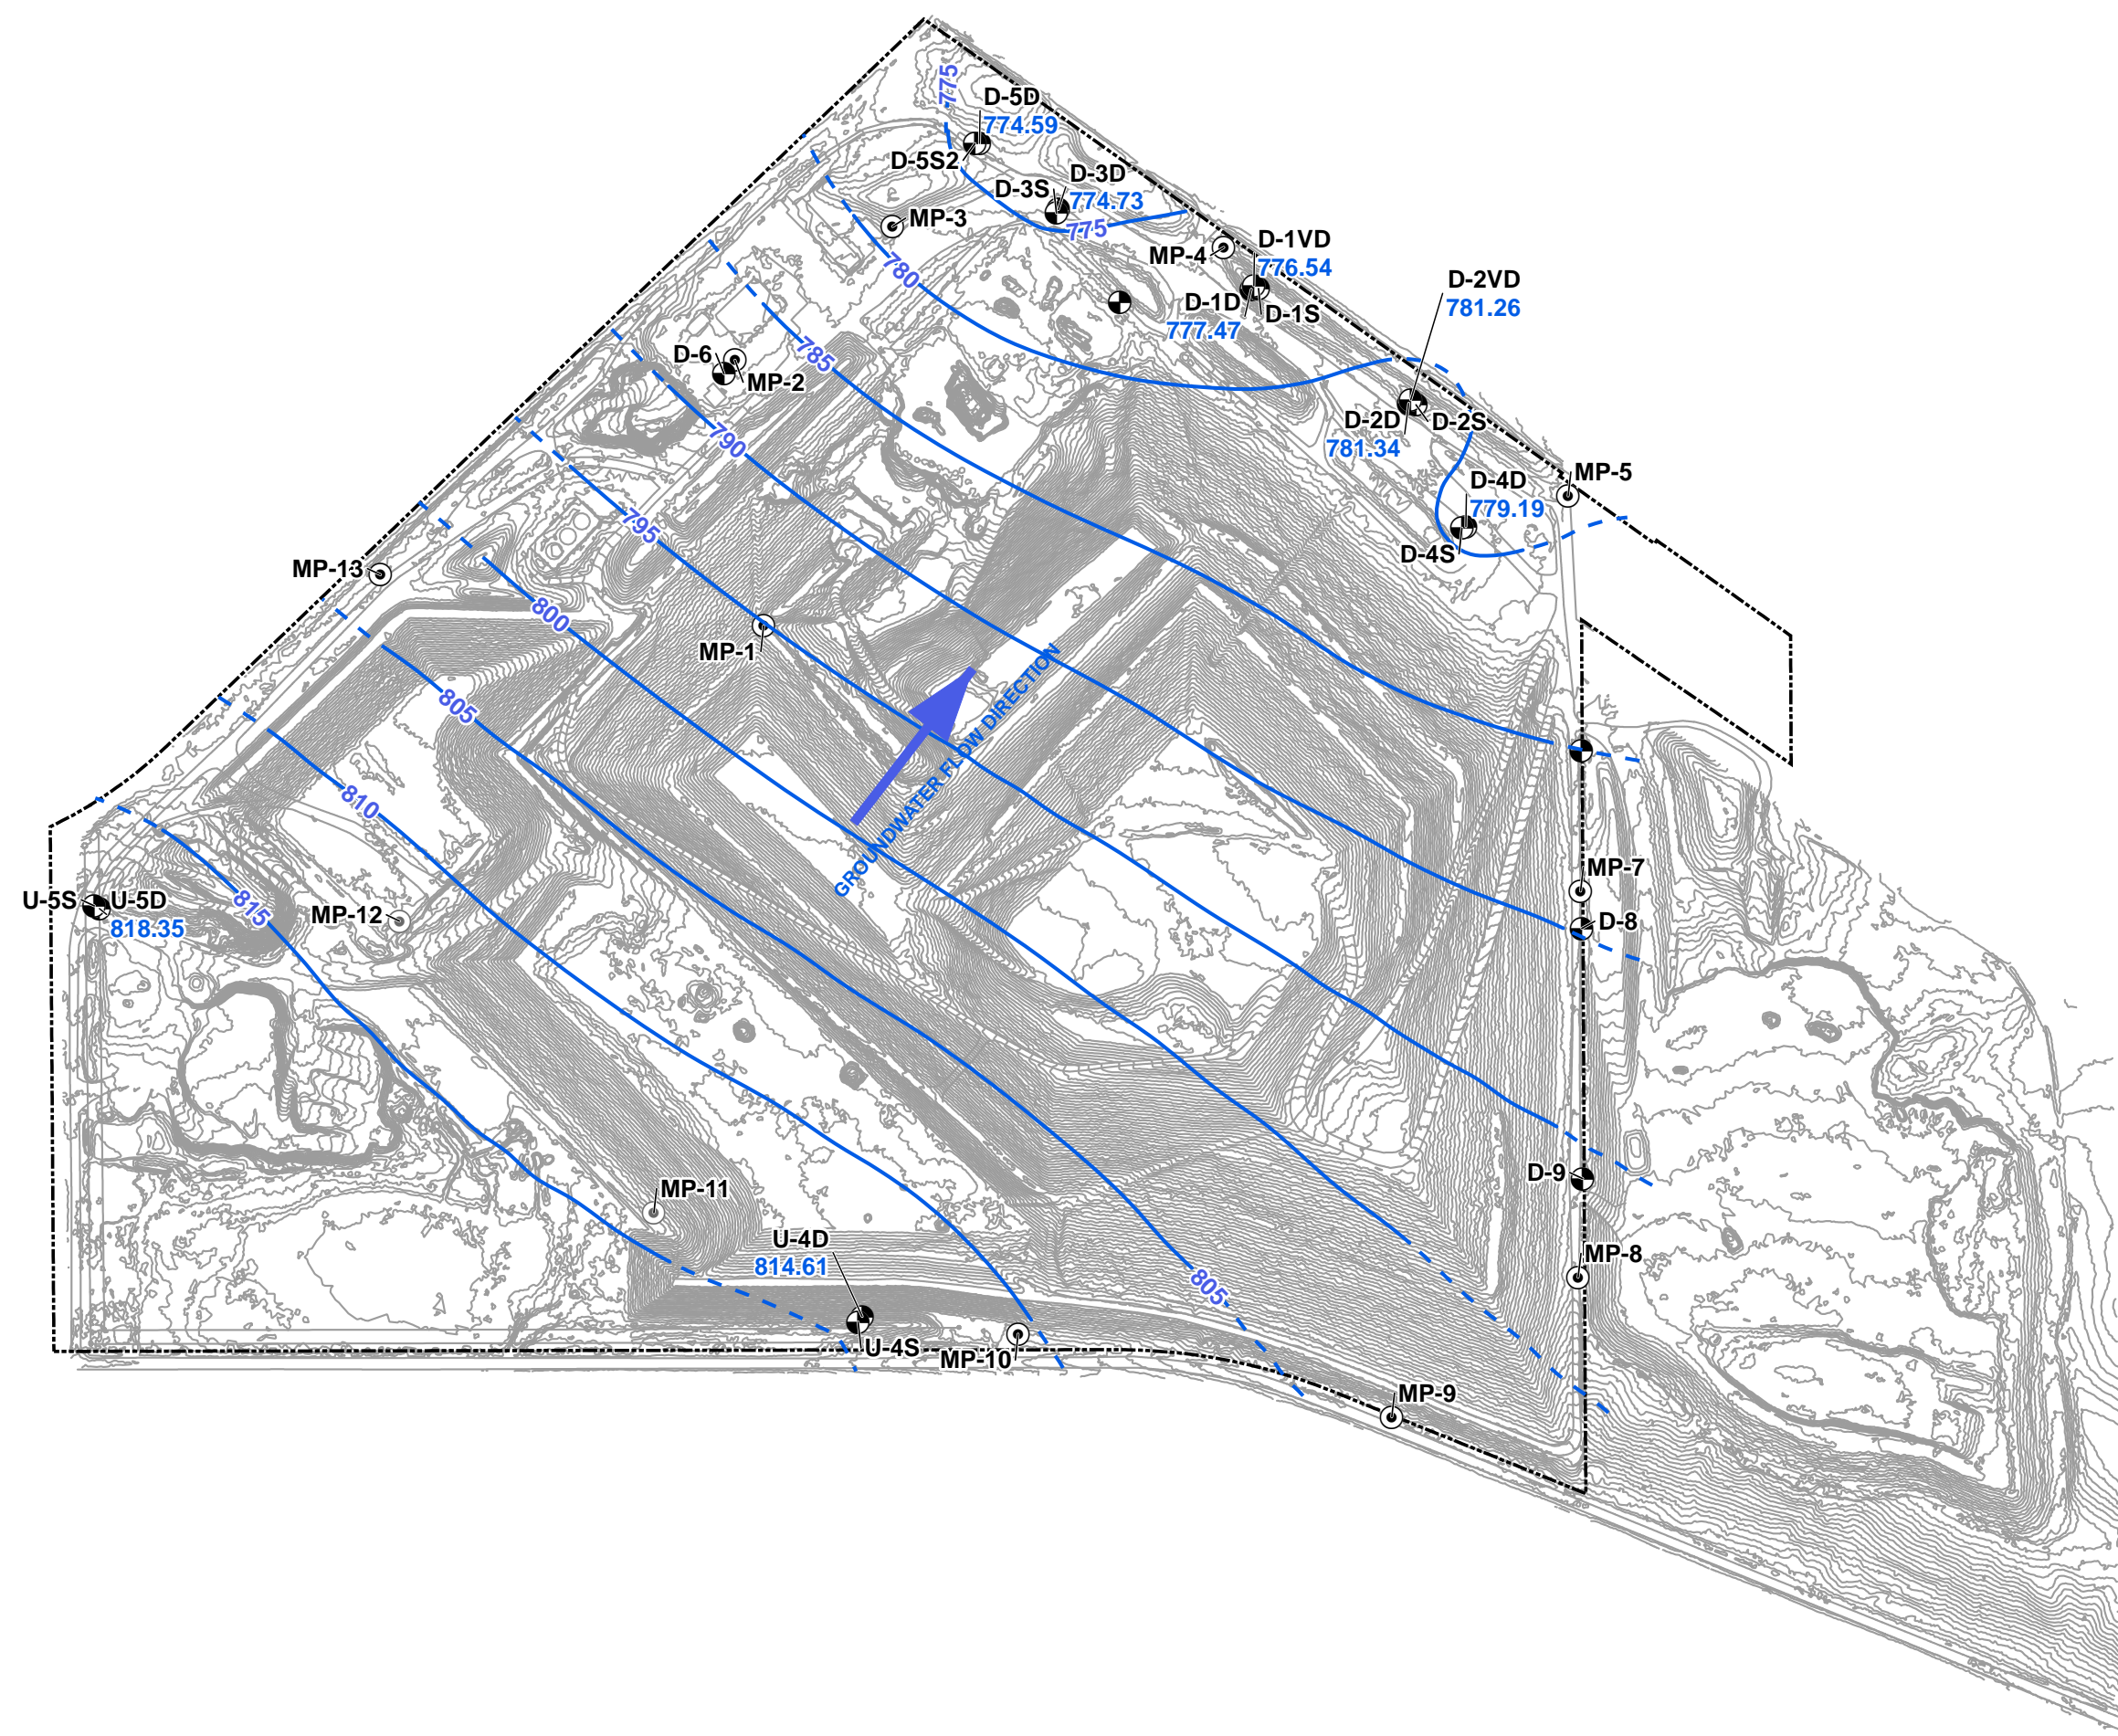 775
D-5D
774.59
D-5S2
D-3D
D-3S
774.73
MP-3
775
D-1VD
MP-4
776.54
780
D-2VD
781.26
D-1D
D-1S
777.47
785
D-6
MP-2
D-2D
D-2S
781.34
790
MP-5
D-4D
779.19
795
D-4S
MP-13
800
MP-1
GROUNDWATER FLOW DIRECTION
805
810
MP-7
U-5S
U-5D
815
MP-12
D-8
818.35
D-9
MP-11
U-4D
MP-8
814.61
805
U-4S
MP-10
MP-9